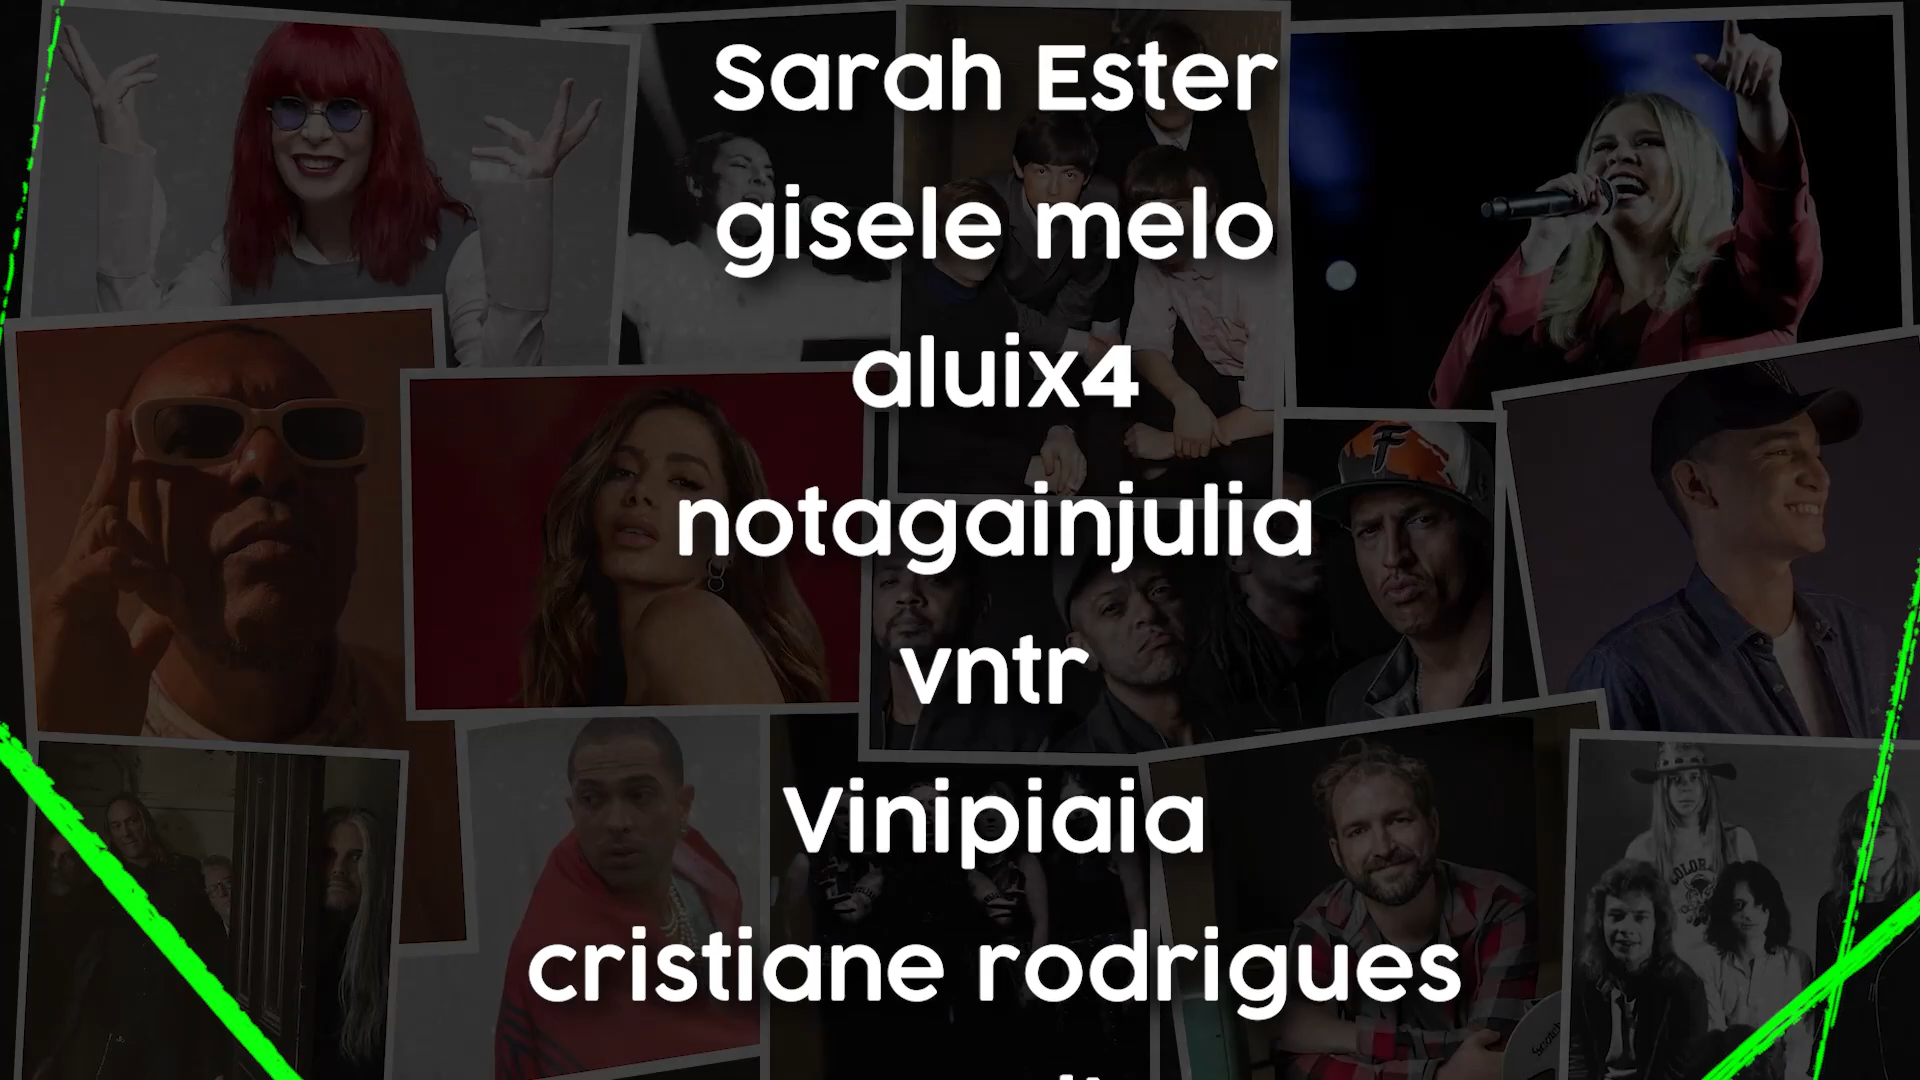 Sarah Ester
gisele melo
aluix4
notagainjulia
vntr
Vinipiaia
cristiane rodrigues